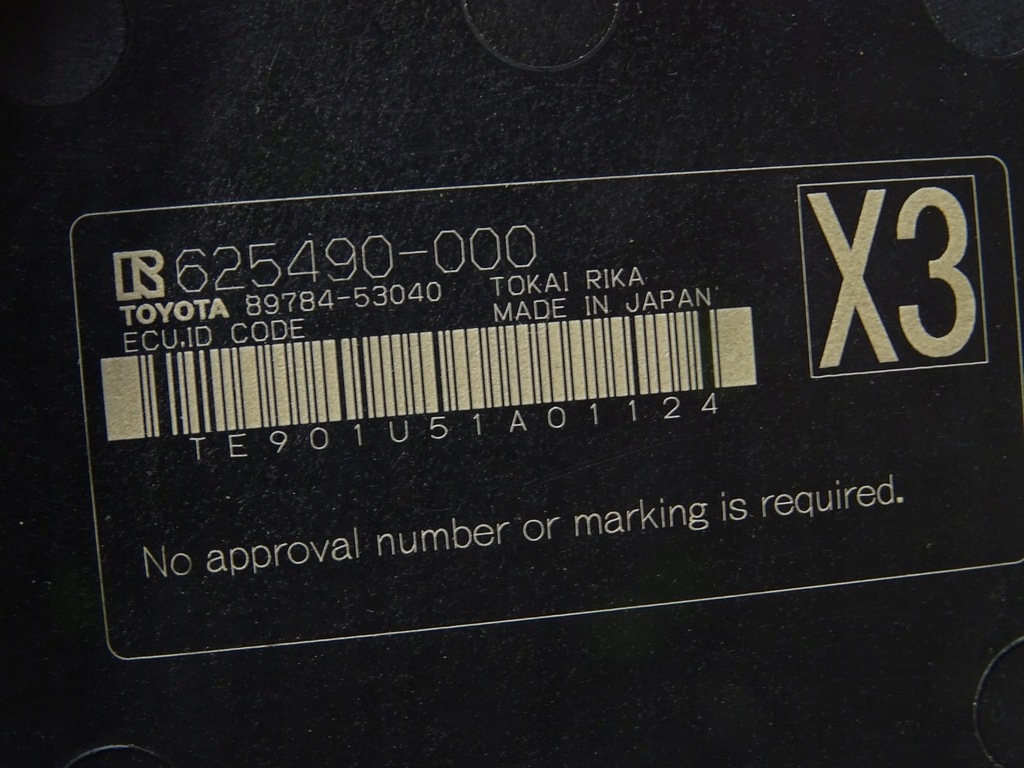 625490-000
TOYOTA 89784-53040
TOKAI RIKA
MADE IN JAPAN
ECU.ID CODE
TE901U51A01124
X3
No approval number or marking is required.